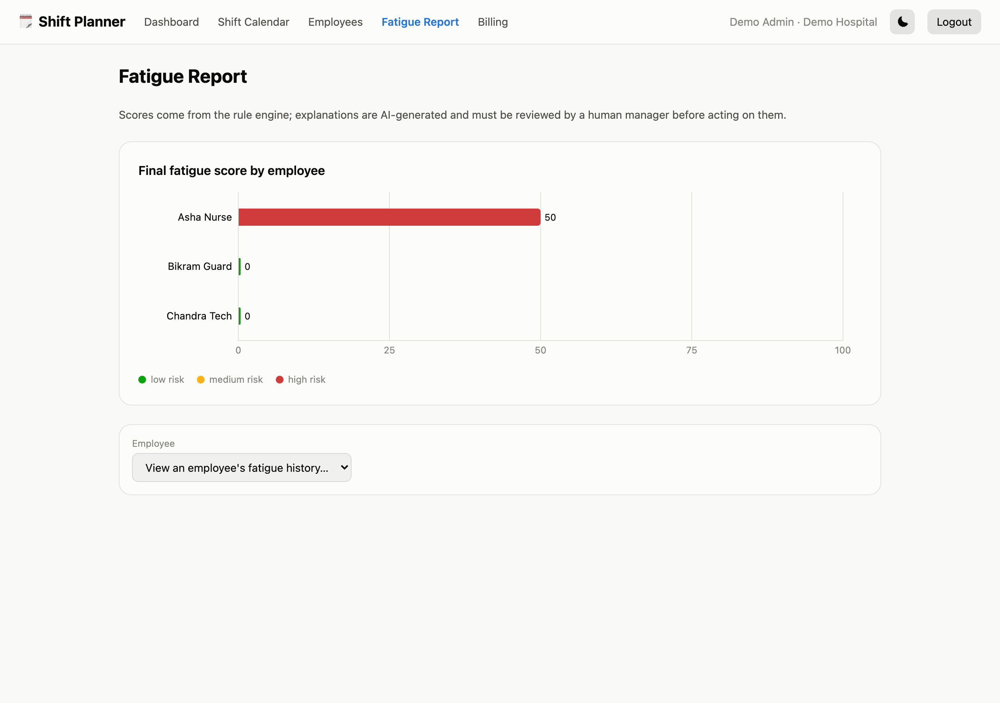 Shift Planner Dashboard Shift Calendar Employees Fatigue Report Billing Demo Admin · Demo Hospital Logout
Fatigue Report
Scores come from the rule engine; explanations are AI-generated and must be reviewed by a human manager before acting on them.
Final fatigue score by employee
Asha Nurse 50
Bikram Guard 0
Chandra Tech 0
0 25 50 75 100
low risk medium risk high risk
Employee
View an employee's fatigue history...